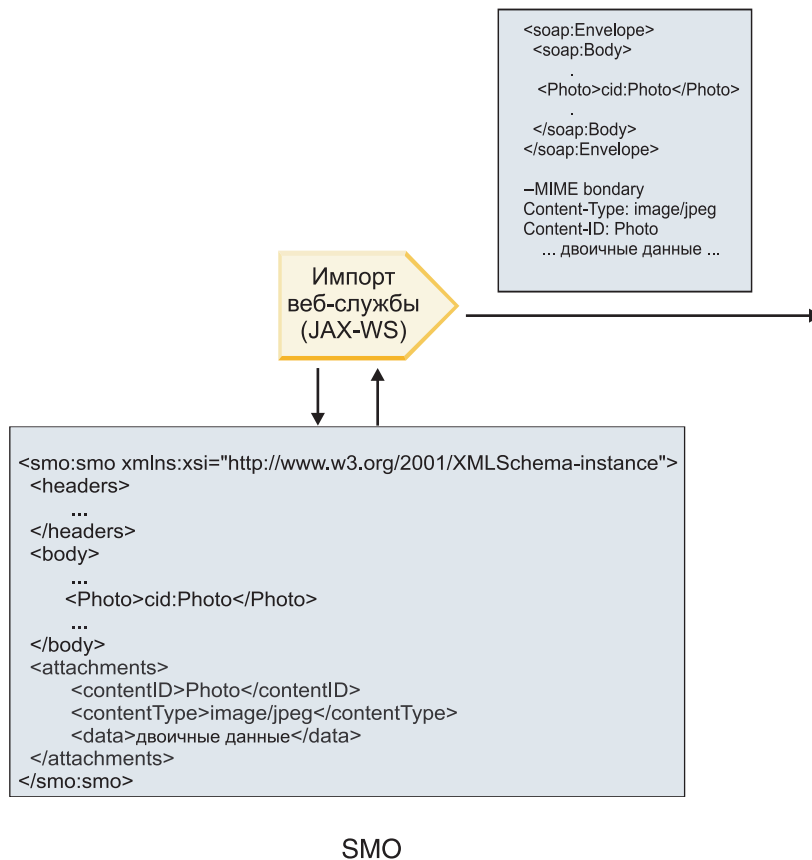 <soap:Envelope>
<soap:Body>
.
<Photo>cid:Photo</Photo>
.
</soap:Body>
</soap:Envelope>
–MIME bondary
Content-Type: image/jpeg
Content-ID: Photo
... двоичные данные ...
Импорт
веб-службы
(JAX-WS)
<smo:smo xmlns:xsi="http://www.w3.org/2001/XMLSchema-instance">
<headers>
...
</headers>
<body>
...
<Photo>cid:Photo</Photo>
...
</body>
<attachments>
<contentID>Photo</contentID>
<contentType>image/jpeg</contentType>
<data>двоичные данные</data>
</attachments>
</smo:smo>
SMO